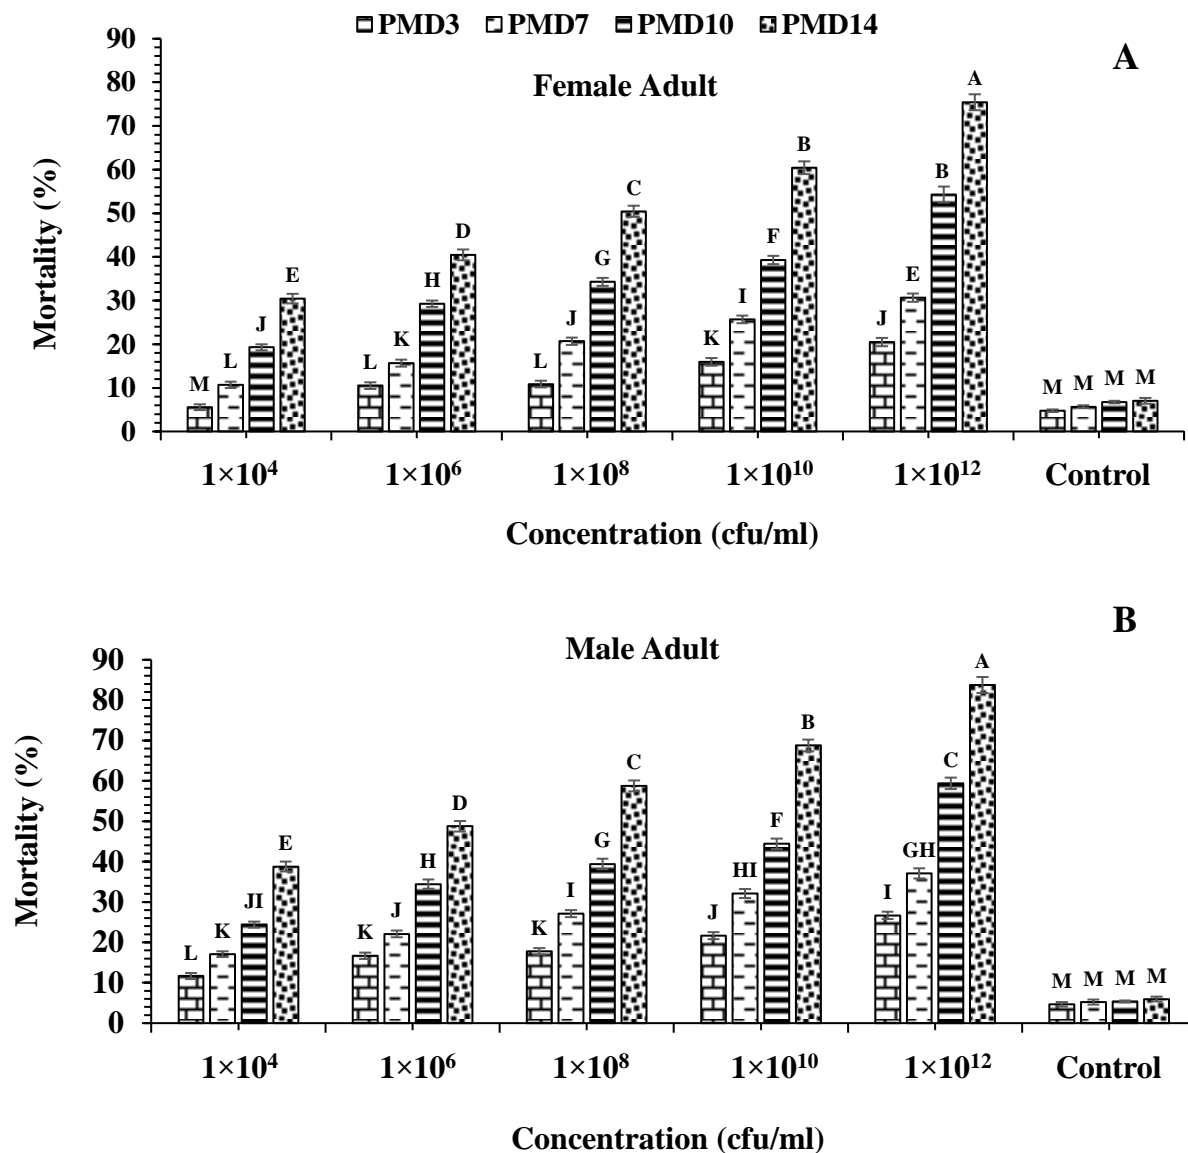 PMD3 PMD7 PMD10 PMD14
A
Female Adult
Mortality (%)
90
80
70
60
50
40
30
20
10
0
M L J E
L K H D
L J G C
K I F B
J E B A
M M M M
1×10⁴ 1×10⁶ 1×10⁸ 1×10¹⁰ 1×10¹² Control
Concentration (cfu/ml)
B
Male Adult
Mortality (%)
90
80
70
60
50
40
30
20
10
0
L K JI E
K J H D
K I G C
J HI F B
I GH C A
M M M M
1×10⁴ 1×10⁶ 1×10⁸ 1×10¹⁰ 1×10¹² Control
Concentration (cfu/ml)